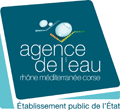 agence de l'eau
rhône méditerranée corse
Établissement public de l'État